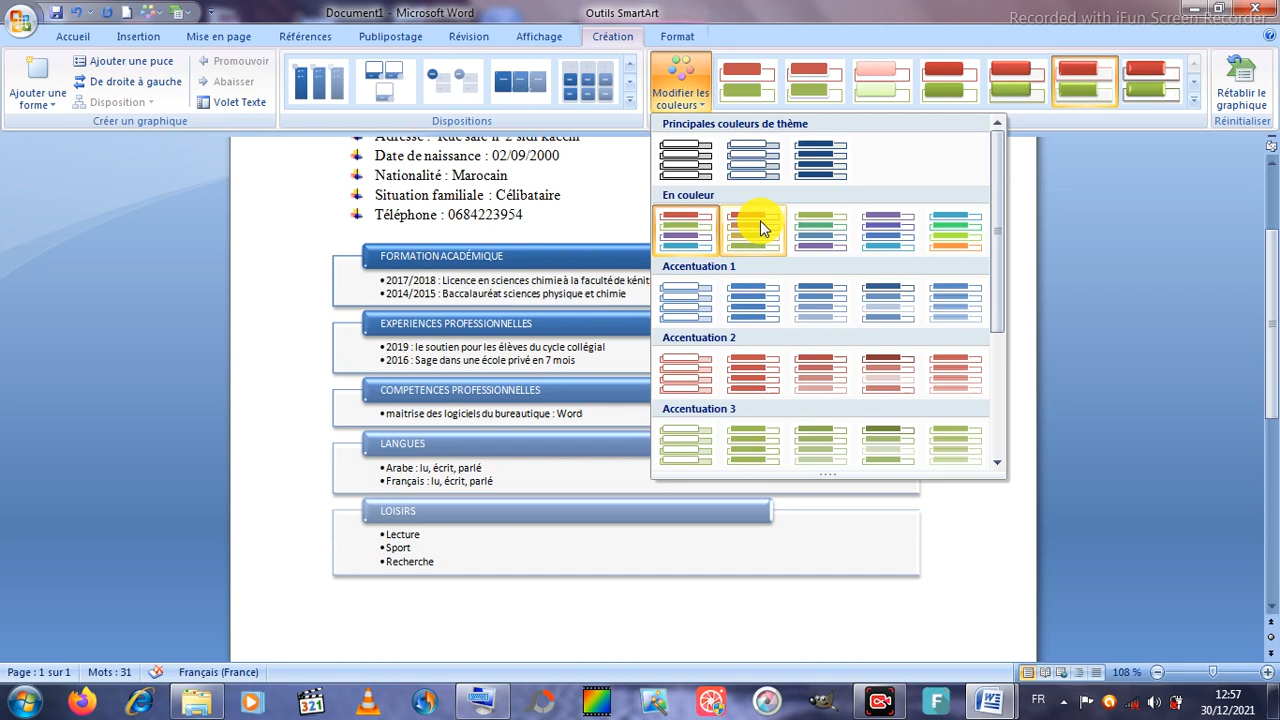 Document1 - Microsoft Word
Outils SmartArt
Recorded with iFun Screen Recorder
Accueil
Insertion
Mise en page
Références
Publipostage
Révision
Affichage
Création
Format
Ajouter une forme
Ajouter une puce
De droite à gauche
Disposition
Promouvoir
Abaisser
Volet Texte
Créer un graphique
Dispositions
Modifier les couleurs
Rétablir le graphique
Réinitialiser
Principales couleurs de thème
En couleur
Accentuation 1
Accentuation 2
Accentuation 3
Date de naissance : 02/09/2000
Nationalité : Marocain
Situation familiale : Célibataire
Téléphone : 0684223954
FORMATION ACADÉMIQUE
•2017/2018 : Licence en sciences chimie à la faculté de kénit
•2014/2015 : Baccalauréat sciences physique et chimie
EXPERIENCES PROFESSIONNELLES
•2019 : le soutien pour les élèves du cycle collégial
•2016 : Sage dans une école privé en 7 mois
COMPETENCES PROFESSIONNELLES
•maitrise des logiciels du bureautique : Word
LANGUES
•Arabe : lu, écrit, parlé
•Français : lu, écrit, parlé
LOISIRS
•Lecture
•Sport
•Recherche
Page : 1 sur 1
Mots : 31
Français (France)
108 %
321
F
FR
12:57
30/12/2021